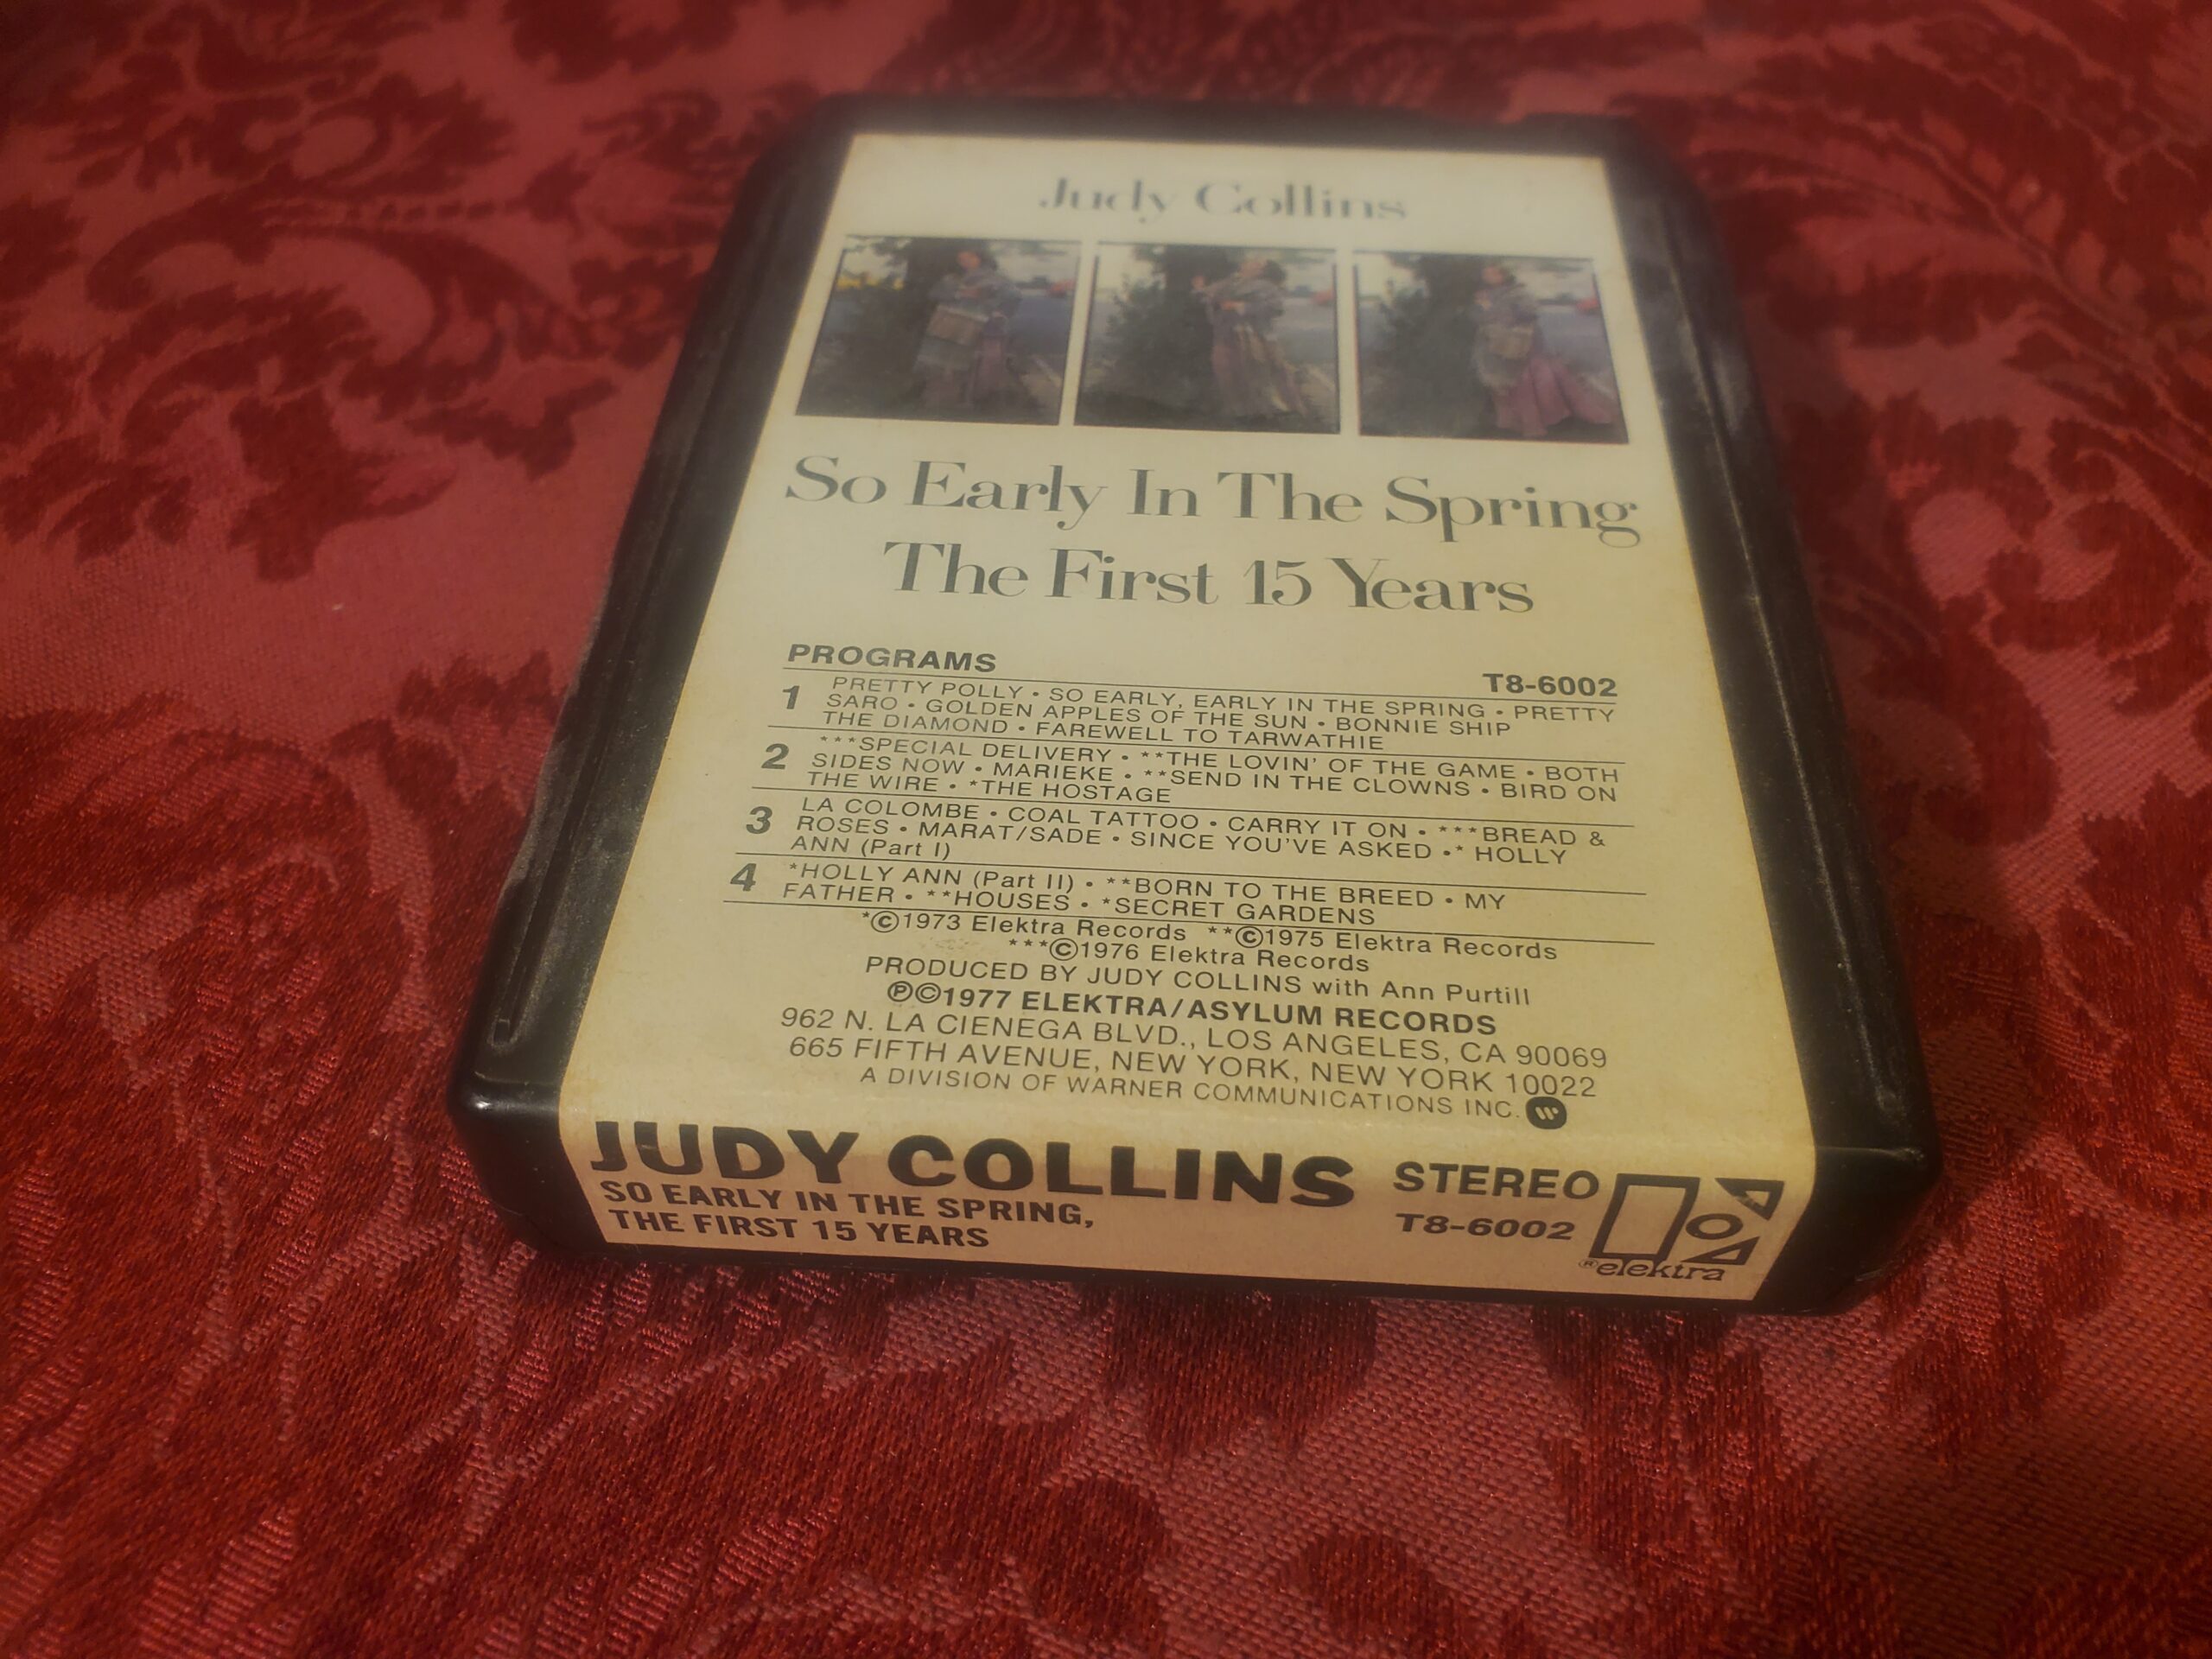 Judy Collins
So Early In The Spring
The First 15 Years
PROGRAMS
T8-6002
1 PRETTY POLLY • SO EARLY, EARLY IN THE SPRING • PRETTY
SARO • GOLDEN APPLES OF THE SUN • BONNIE SHIP
THE DIAMOND • FAREWELL TO TARWATHIE
2 ***SPECIAL DELIVERY • **THE LOVIN' OF THE GAME • BOTH
SIDES NOW • MARIEKE • **SEND IN THE CLOWNS • BIRD ON
THE WIRE • *THE HOSTAGE
3 LA COLOMBE • COAL TATTOO • CARRY IT ON • ***BREAD &
ROSES • MARAT/SADE • SINCE YOU'VE ASKED •* HOLLY
ANN (Part I)
4 *HOLLY ANN (Part II) • **BORN TO THE BREED • MY
FATHER • **HOUSES • *SECRET GARDENS
*©1973 Elektra Records **©1975 Elektra Records
***©1976 Elektra Records
PRODUCED BY JUDY COLLINS with Ann Purtill
℗©1977 ELEKTRA/ASYLUM RECORDS
962 N. LA CIENEGA BLVD., LOS ANGELES, CA 90069
665 FIFTH AVENUE, NEW YORK, NEW YORK 10022
A DIVISION OF WARNER COMMUNICATIONS INC.
JUDY COLLINS
SO EARLY IN THE SPRING,
THE FIRST 15 YEARS
STEREO
T8-6002
®elektra